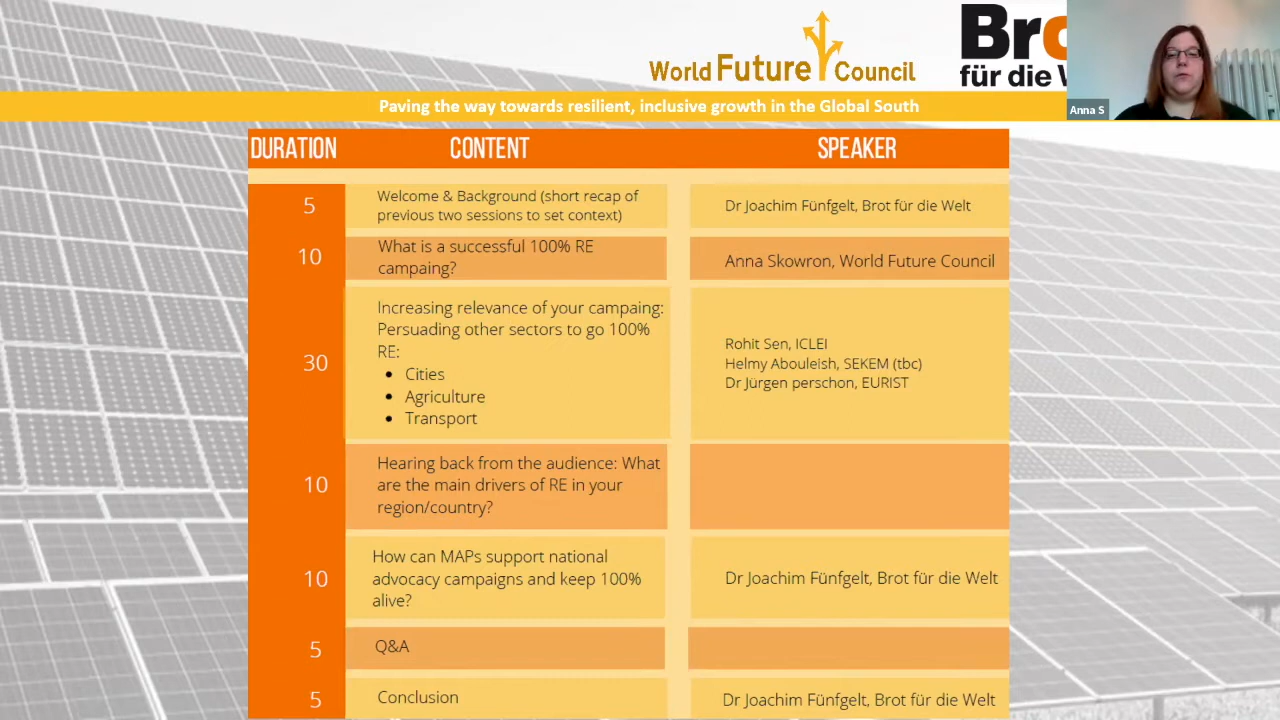 World Future Council
Br
für die
Paving the way towards resilient, inclusive growth in the Global South
Anna S
DURATION CONTENT SPEAKER
5 Welcome & Background (short recap of
previous two sessions to set context) Dr Joachim Fünfgelt, Brot für die Welt
10 What is a successful 100% RE
campaing? Anna Skowron, World Future Council
30 Increasing relevance of your campaing:
Persuading other sectors to go 100%
RE:
• Cities
• Agriculture
• Transport
Rohit Sen, ICLEI
Helmy Abouleish, SEKEM (tbc)
Dr Jürgen perschon, EURIST
10 Hearing back from the audience: What
are the main drivers of RE in your
region/country?
10 How can MAPs support national
advocacy campaigns and keep 100%
alive? Dr Joachim Fünfgelt, Brot für die Welt
5 Q&A
5 Conclusion Dr Joachim Fünfgelt, Brot für die Welt